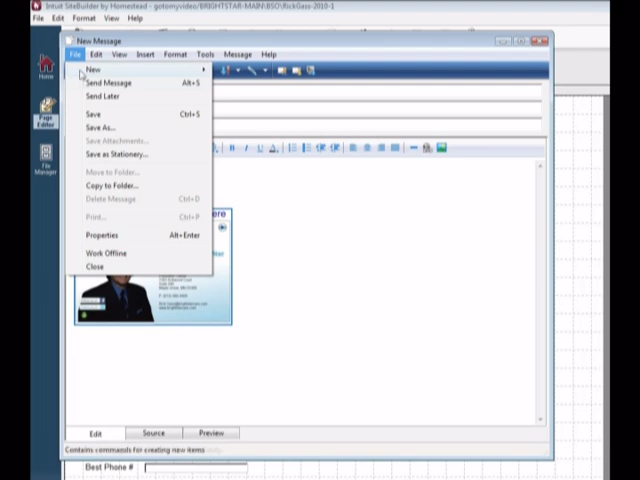 Intuit SiteBuilder by Homestead - gotomyvideo/BRIGHTSTAR-MAIN/BSO/RickGass-2010-1
File Edit Format View Help
New Message
File Edit View Insert Format Tools Message Help
New
Send Message Alt+S
Send Later
Save Ctrl+S
Save As...
Save Attachments...
Save as Stationery...
Move to Folder...
Copy to Folder...
Delete Message Ctrl+D
Print... Ctrl+P
Properties Alt+Enter
Work Offline
Close
Home
Page Editor
File Manager
B I U A
ere
Edit Source Preview
Contains commands for creating new items
Best Phone #